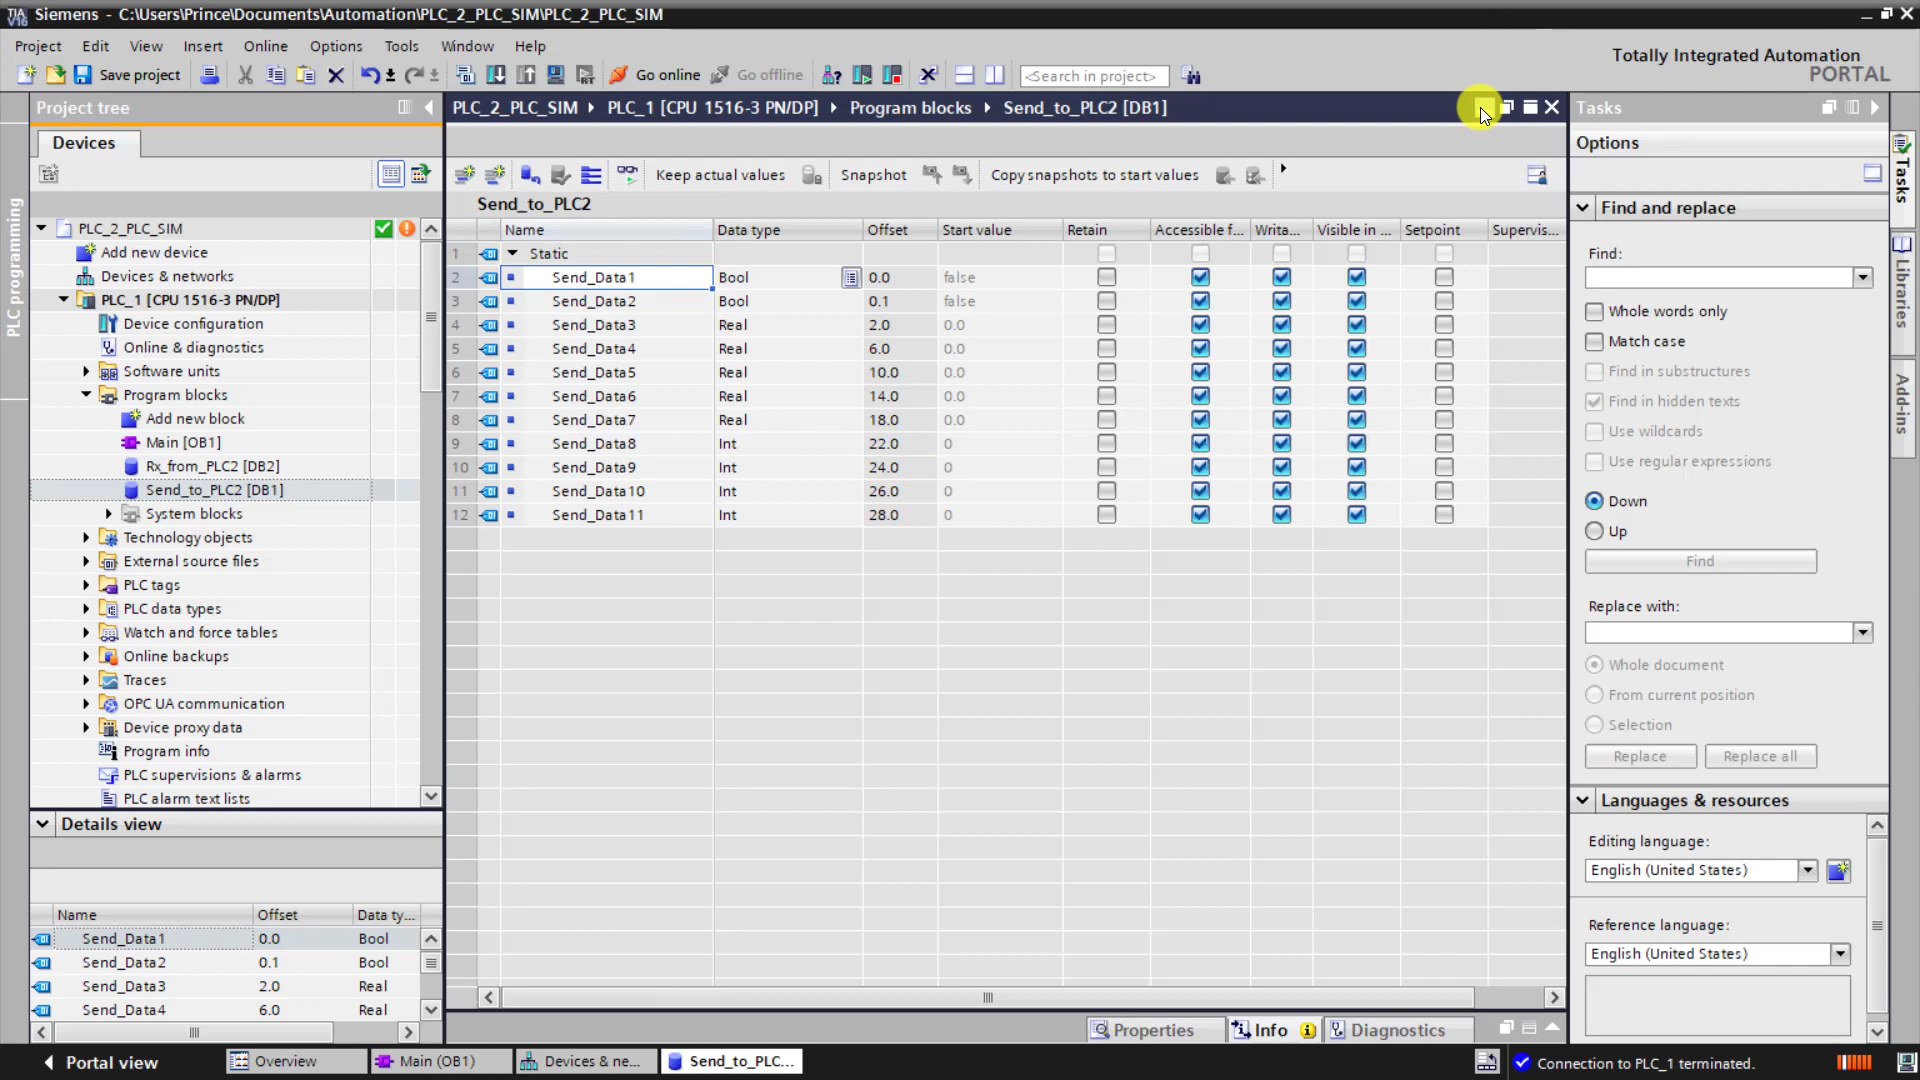 TIA V16 Siemens - C:\Users\Prince\Documents\Automation\PLC_2_PLC_SIM\PLC_2_PLC_SIM
Project Edit View Insert Online Options Tools Window Help
Totally Integrated Automation
PORTAL
Save project Go online Go offline <Search in project>
Project tree
PLC_2_PLC_SIM PLC_1 [CPU 1516-3 PN/DP] Program blocks Send_to_PLC2 [DB1]
Tasks
Devices
Options
Keep actual values Snapshot Copy snapshots to start values
PLC programming
PLC_2_PLC_SIM
Add new device
Devices & networks
PLC_1 [CPU 1516-3 PN/DP]
Device configuration
Online & diagnostics
Software units
Program blocks
Add new block
Main [OB1]
Rx_from_PLC2 [DB2]
Send_to_PLC2 [DB1]
System blocks
Technology objects
External source files
PLC tags
PLC data types
Watch and force tables
Online backups
Traces
OPC UA communication
Device proxy data
Program info
PLC supervisions & alarms
PLC alarm text lists
Details view
Name Offset Data ty...
Send_Data1 0.0 Bool
Send_Data2 0.1 Bool
Send_Data3 2.0 Real
Send_Data4 6.0 Real
Send_to_PLC2
Name Data type Offset Start value Retain Accessible f... Writa... Visible in ... Setpoint Supervis...
1 Static
2 Send_Data1 Bool 0.0 false
3 Send_Data2 Bool 0.1 false
4 Send_Data3 Real 2.0 0.0
5 Send_Data4 Real 6.0 0.0
6 Send_Data5 Real 10.0 0.0
7 Send_Data6 Real 14.0 0.0
8 Send_Data7 Real 18.0 0.0
9 Send_Data8 Int 22.0 0
10 Send_Data9 Int 24.0 0
11 Send_Data10 Int 26.0 0
12 Send_Data11 Int 28.0 0
Properties Info Diagnostics
Find and replace
Find:
Whole words only
Match case
Find in substructures
Find in hidden texts
Use wildcards
Use regular expressions
Down
Up
Find
Replace with:
Whole document
From current position
Selection
Replace Replace all
Languages & resources
Editing language:
English (United States)
Reference language:
English (United States)
Tasks
Libraries
Add-ins
Portal view Overview Main (OB1) Devices & ne... Send_to_PLC... Connection to PLC_1 terminated.